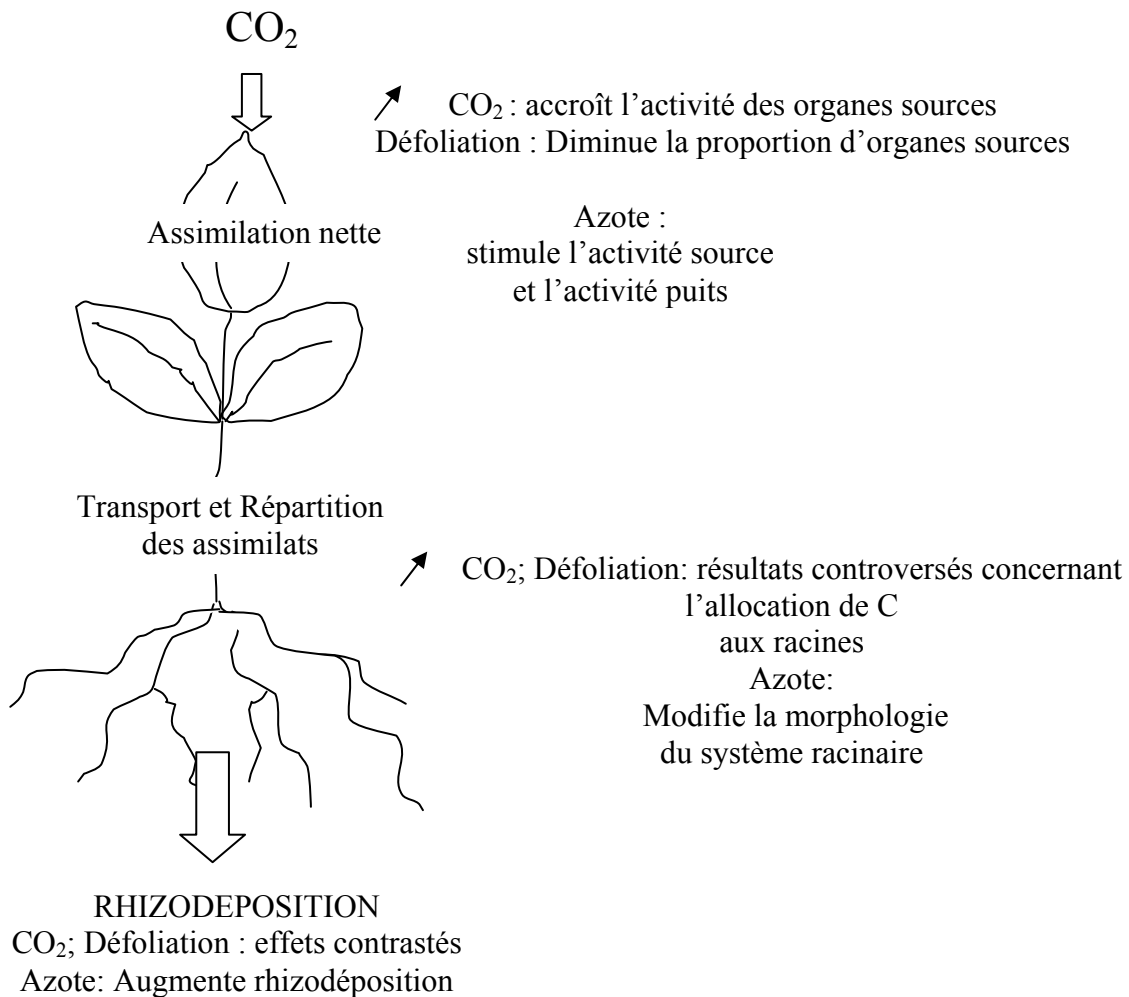 CO₂
CO₂ : accroît l’activité des organes sources
Défoliation : Diminue la proportion d’organes sources
Assimilation nette
Azote :
stimule l’activité source
et l’activité puits
Transport et Répartition
des assimilats
CO₂; Défoliation: résultats controversés concernant
l’allocation de C
aux racines
Azote:
Modifie la morphologie
du système racinaire
RHIZODEPOSITION
CO₂; Défoliation : effets contrastés
Azote: Augmente rhizodéposition